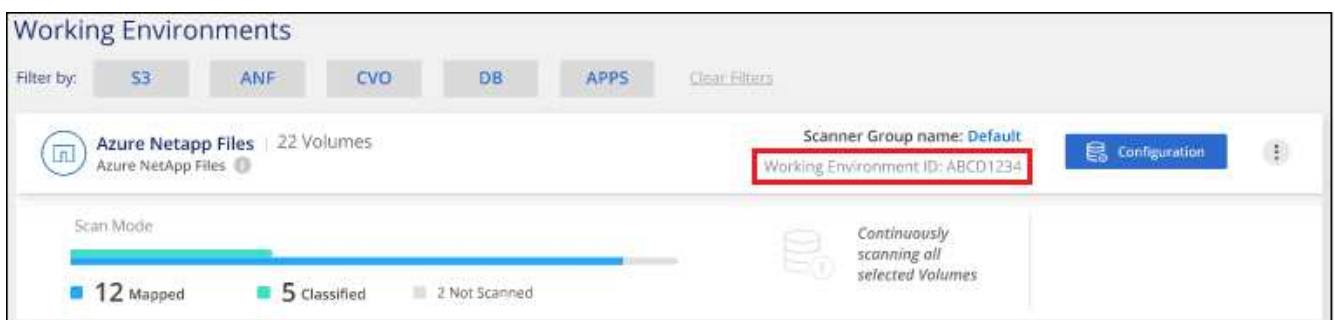 Working Environments
Filter by: S3 ANF CVO DB APPS Clear Filters
Azure Netapp Files | 22 Volumes
Azure NetApp Files
Scanner Group name: Default
Working Environment ID: ABCD1234
Configuration
Scan Mode
12 Mapped 5 Classified 2 Not Scanned
Continuously
scanning all
selected Volumes